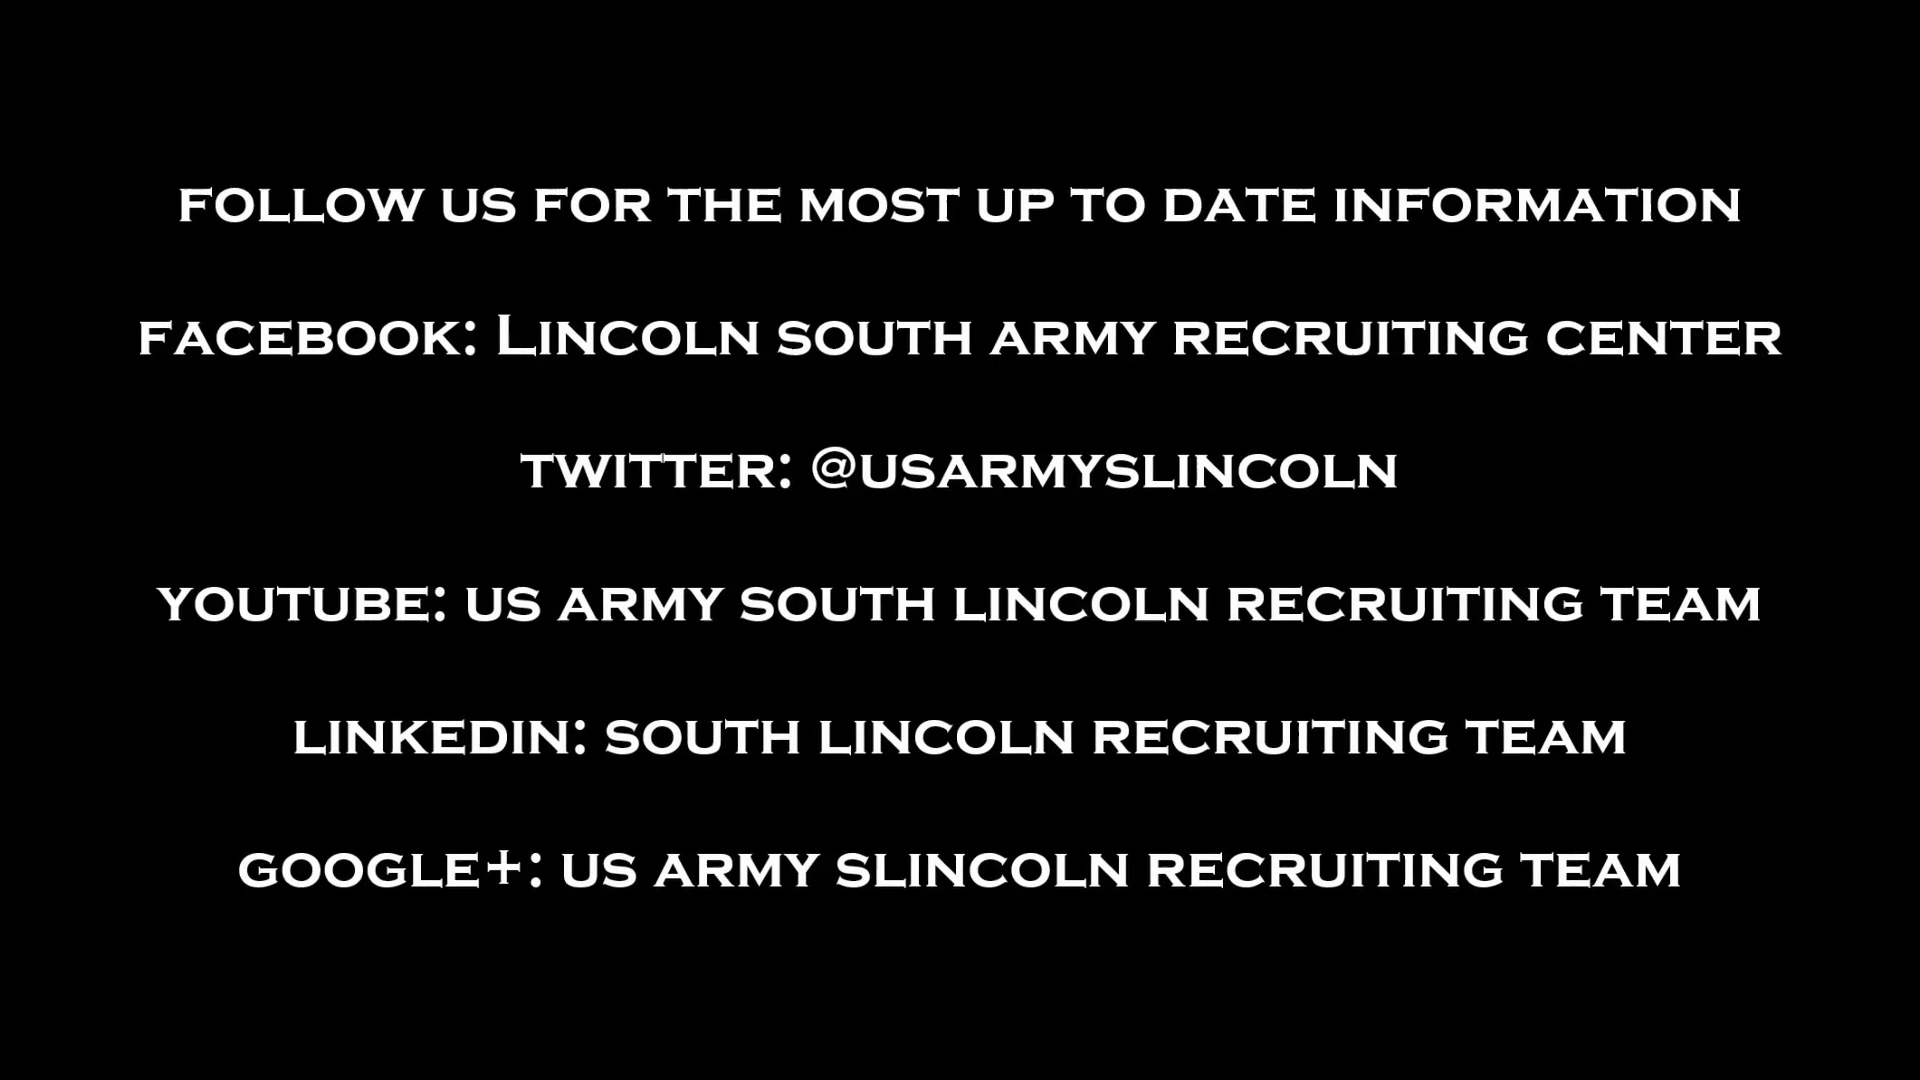 follow us for the most up to date information
facebook: Lincoln south army recruiting center
twitter: @usarmyslincoln
youtube: us army south lincoln recruiting team
linkedin: south lincoln recruiting team
google+: us army slincoln recruiting team